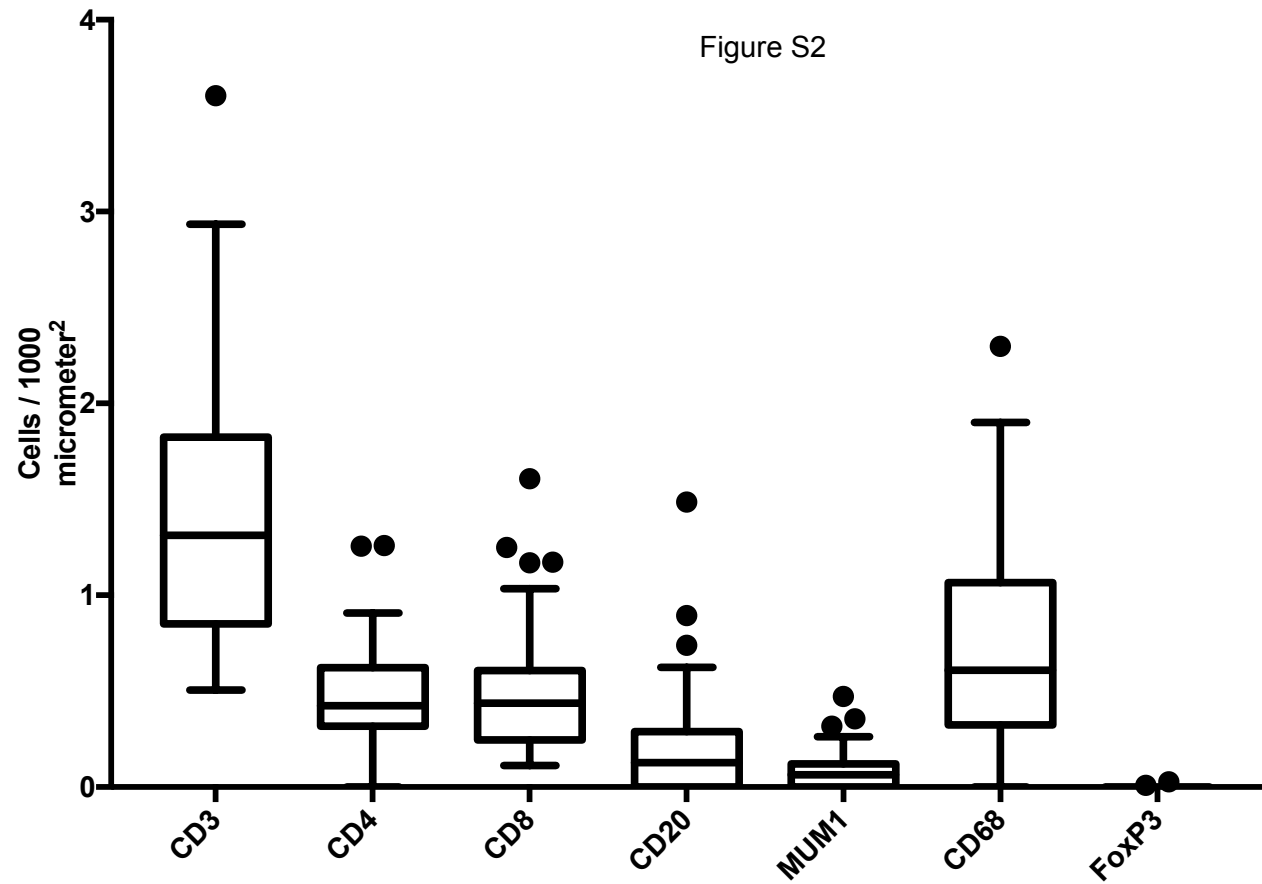 Figure S2
4
3
2
1
0
Cells / 1000
micrometer²
CD3
CD4
CD8
CD20
MUM1
CD68
FoxP3